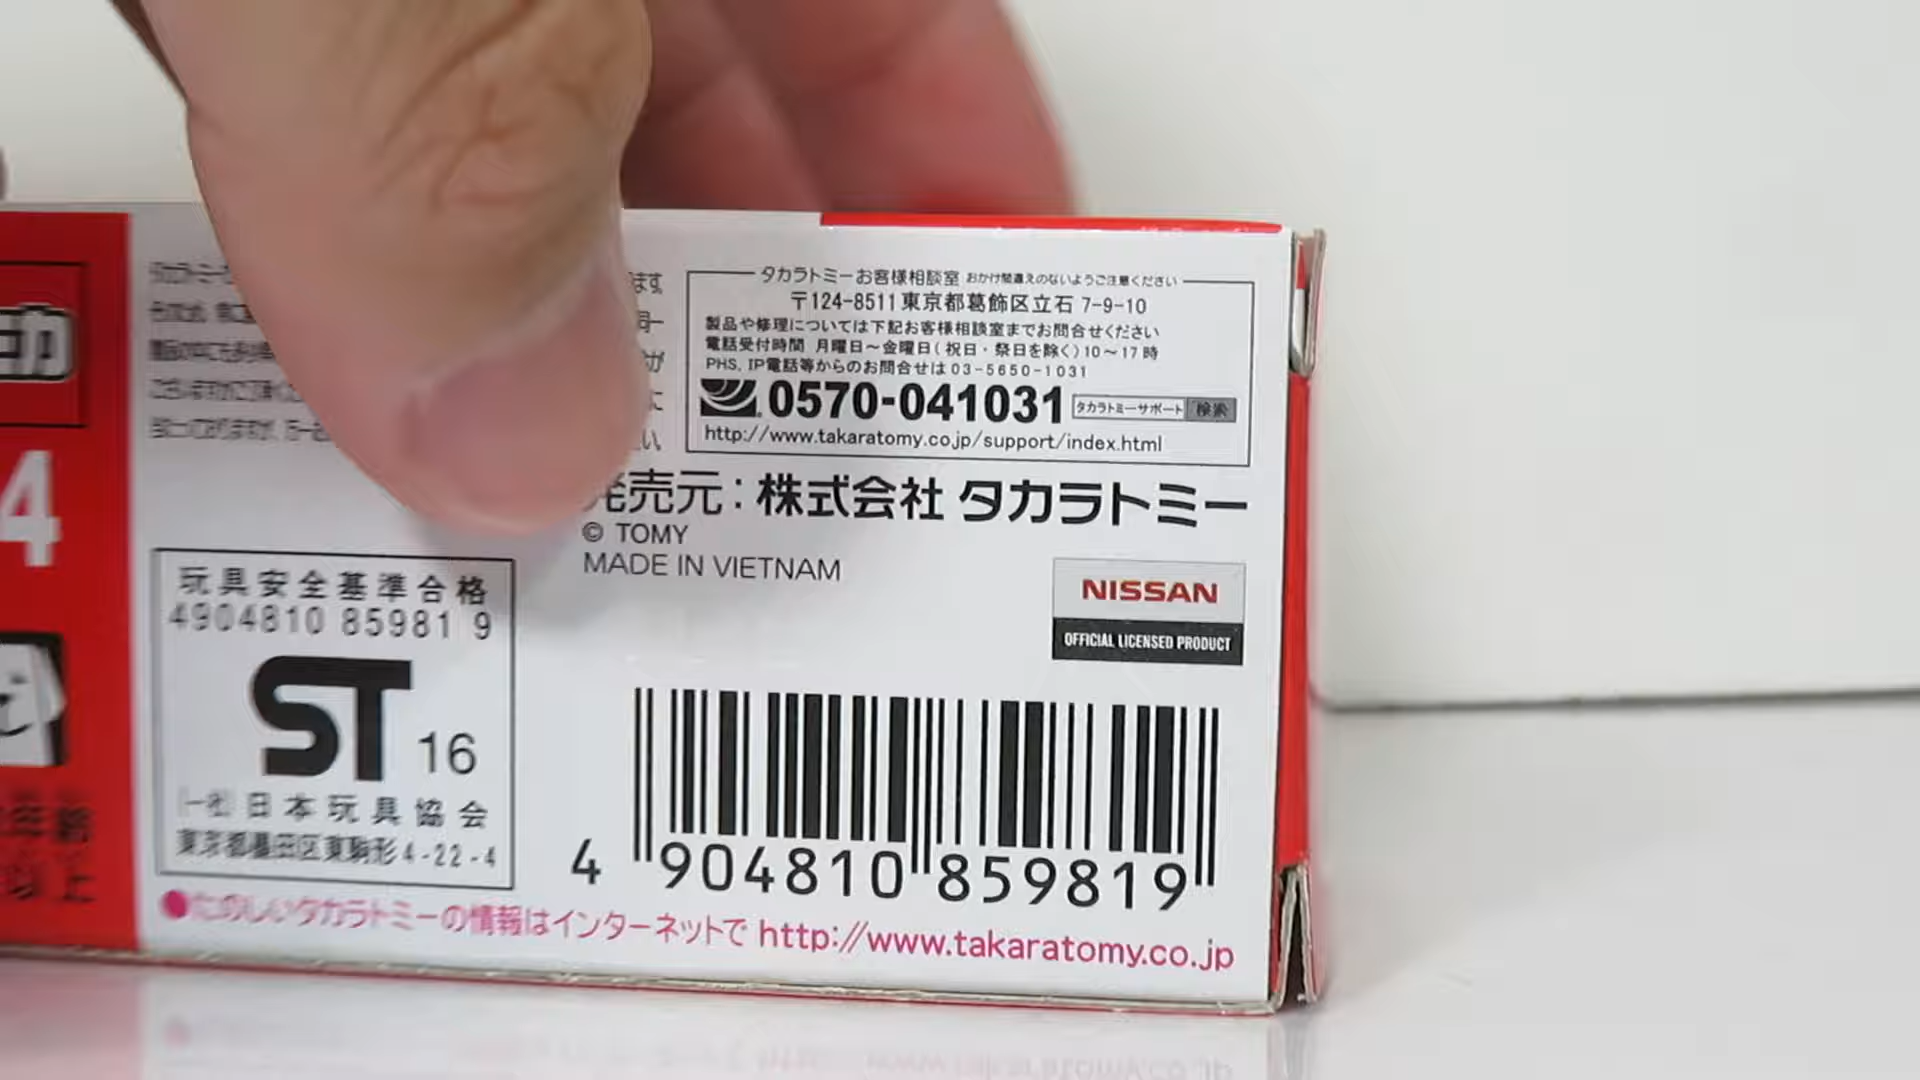 タカラトミーお客様相談室 おかけ間違えのないようご注意ください
〒124-8511 東京都葛飾区立石 7-9-10
製品や修理については下記お客様相談室までお問合せください
電話受付時間 月曜日～金曜日(祝日・祭日を除く)10～17時
PHS, IP電話等からのお問合せは03-5650-1031
0570-041031 タカラトミーサポート 検索
http://www.takaratomy.co.jp/support/index.html
発売元:株式会社 タカラトミー
© TOMY
MADE IN VIETNAM
NISSAN
OFFICIAL LICENSED PRODUCT
4
玩具安全基準合格
4904810 85981 9
ST 16
(一社)日本玩具協会
東京都墨田区東駒形4-22-4
4 904810 859819
●たのしいタカラトミーの情報はインターネットで http://www.takaratomy.co.jp